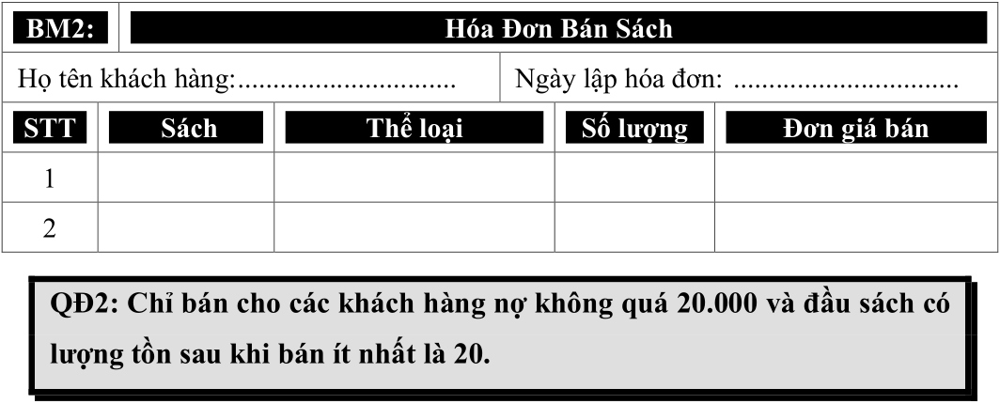 BM2: Hóa Đơn Bán Sách
Họ tên khách hàng:............................... Ngày lập hóa đơn: ................................
STT Sách Thể loại Số lượng Đơn giá bán
1
2
QĐ2: Chỉ bán cho các khách hàng nợ không quá 20.000 và đầu sách có
lượng tồn sau khi bán ít nhất là 20.